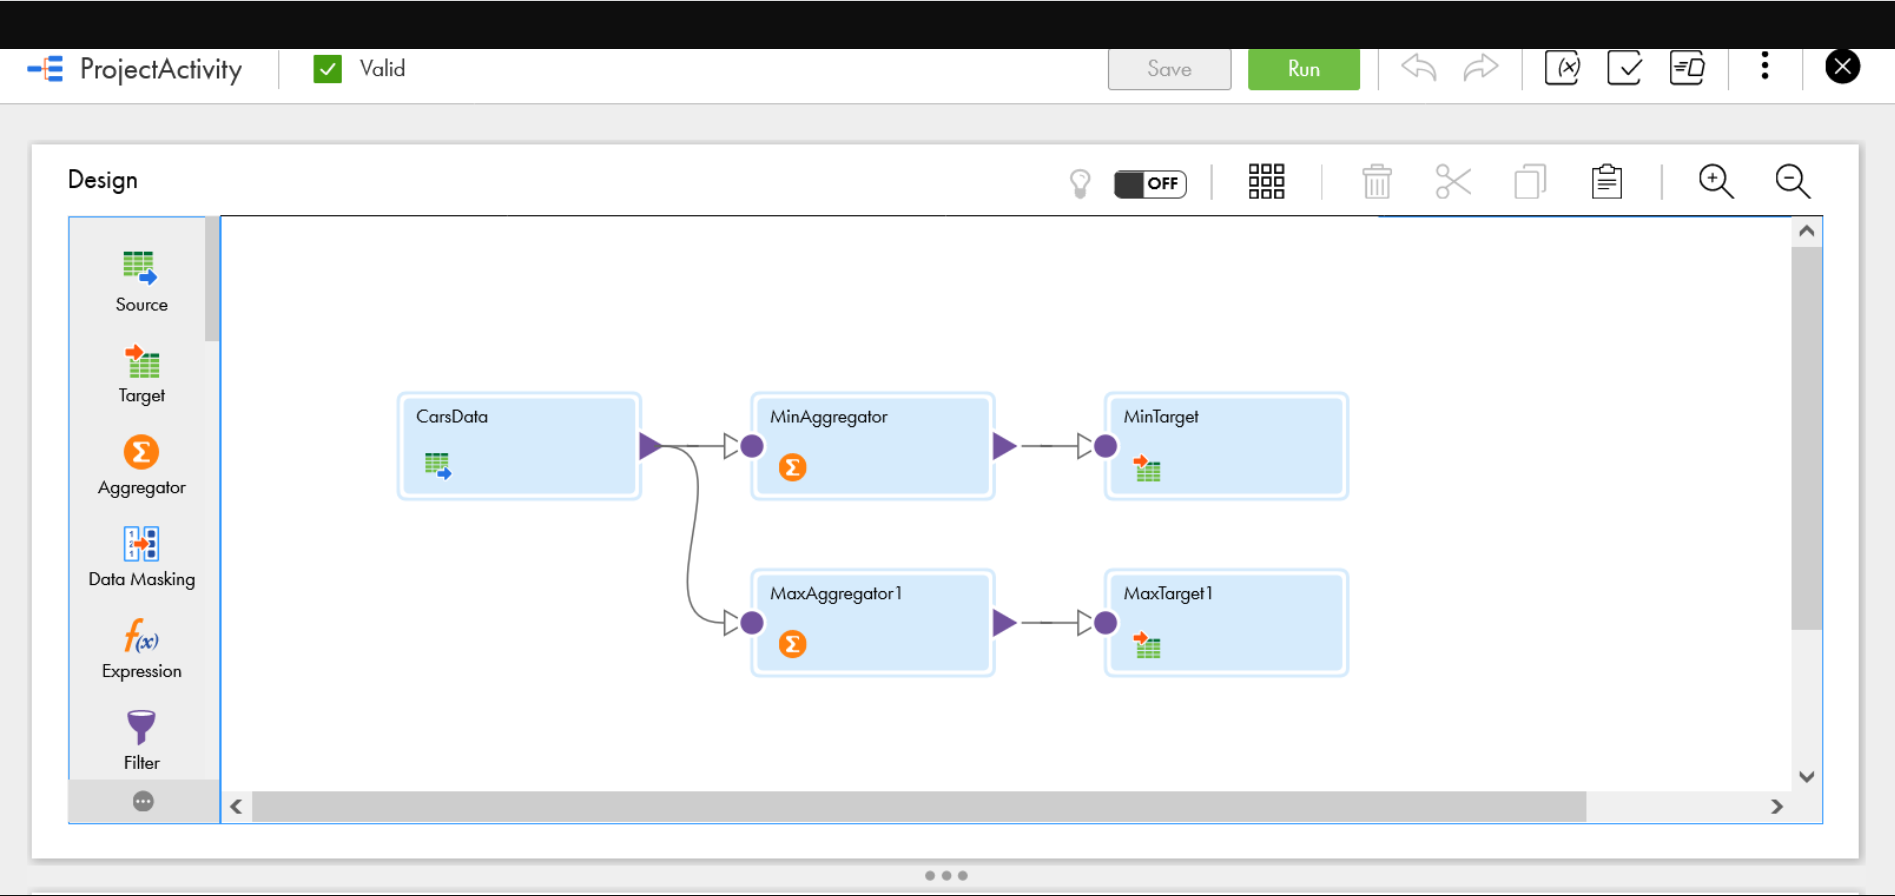 ProjectActivity
Valid
Save
Run
(x)
Design
OFF
Source
Target
Aggregator
Data Masking
f(x)
Expression
Filter
CarsData
MinAggregator
Σ
MinTarget
MaxAggregator1
Σ
MaxTarget1